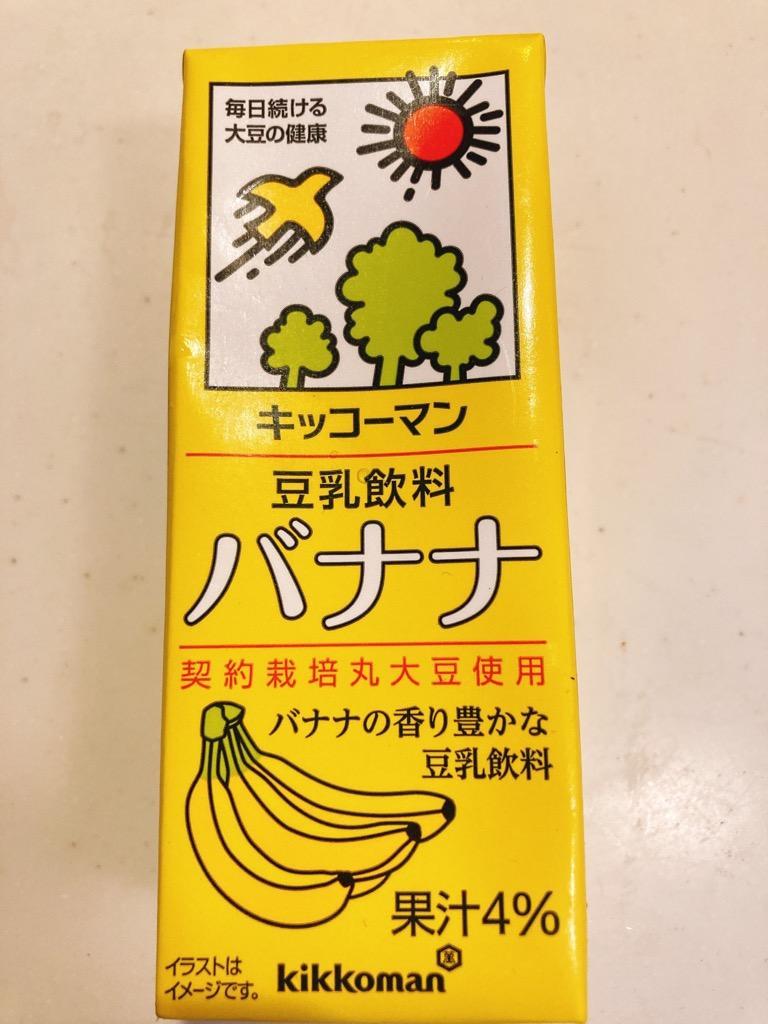 毎日続ける
大豆の健康
キッコーマン
豆乳飲料
バナナ
契約栽培丸大豆使用
バナナの香り豊かな
豆乳飲料
果汁4%
イラストは
イメージです。
kikkoman
萬